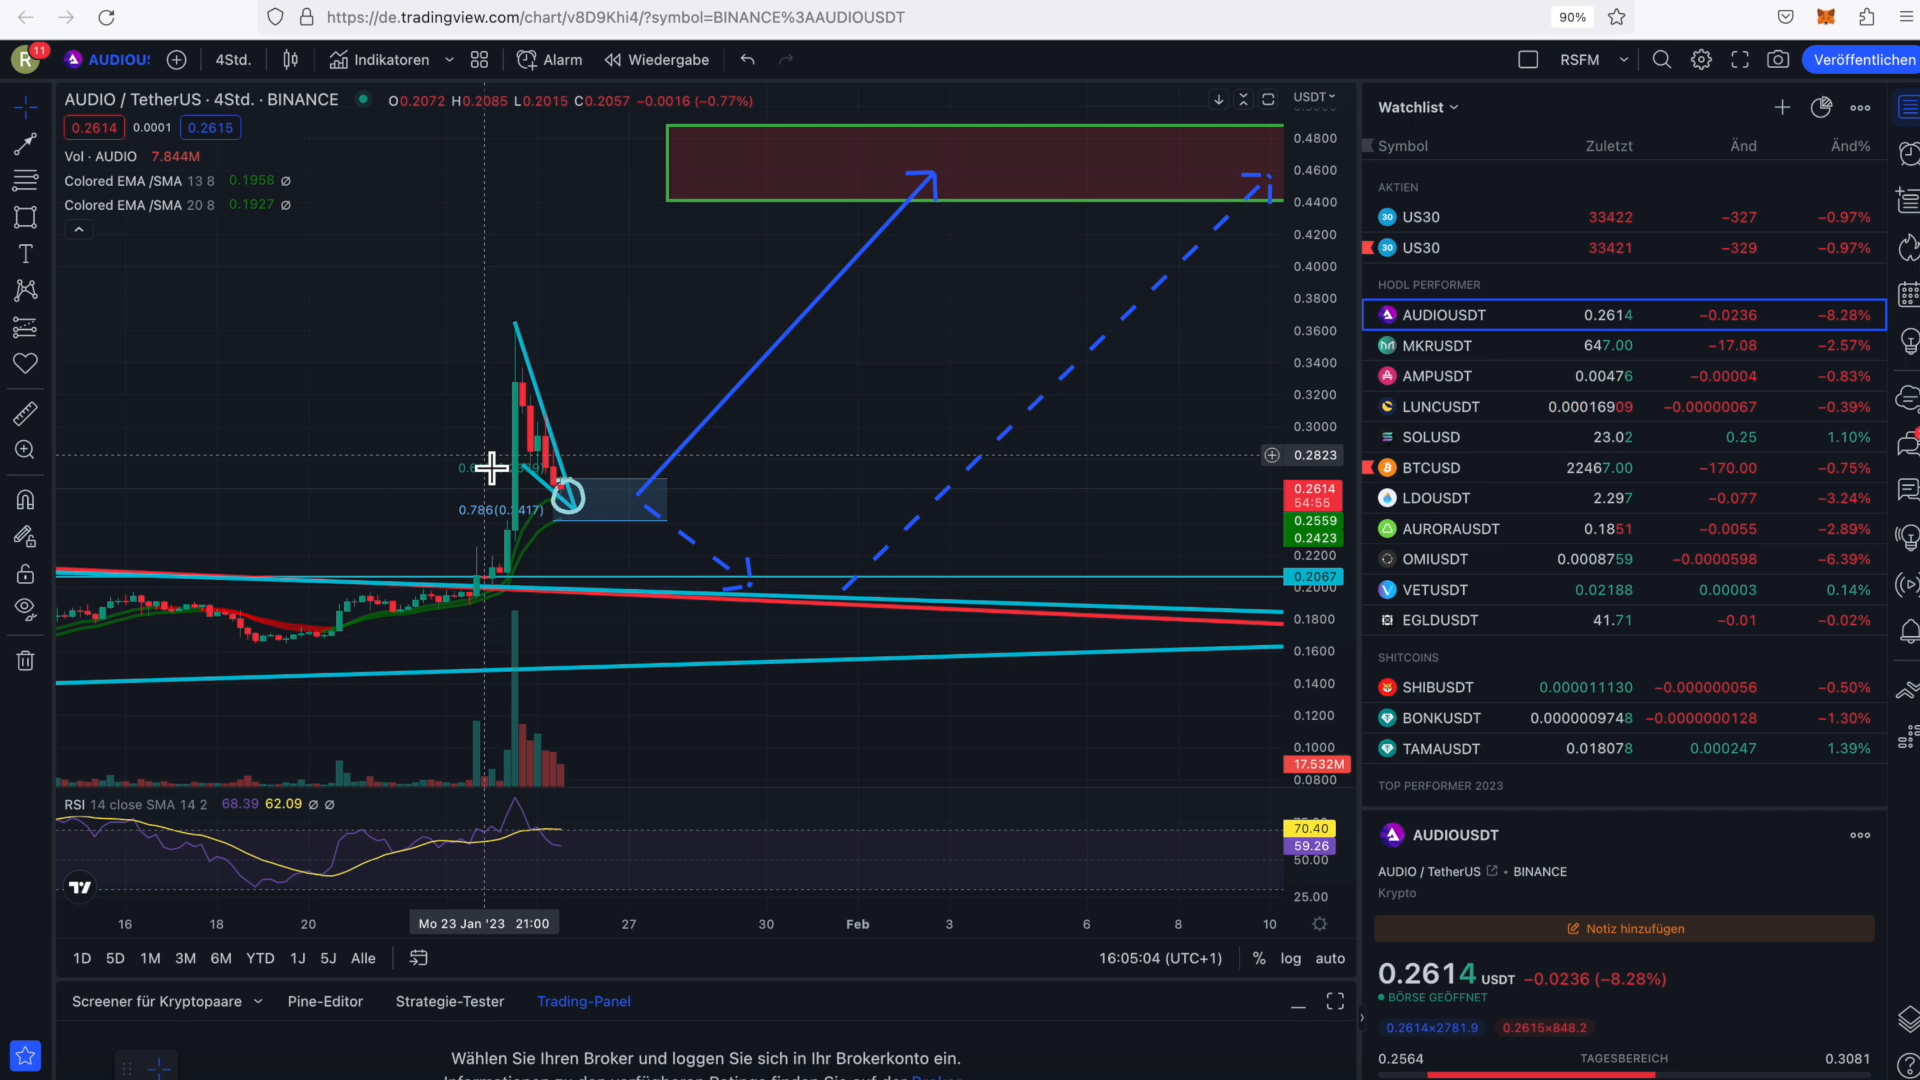 https://de.tradingview.com/chart/v8D9Khi4/?symbol=BINANCE%3AAUDIOUSDT
90%
R
11
AUDIOUS
4Std.
Indikatoren
Alarm
Wiedergabe
RSFM
Veröffentlichen
AUDIO / TetherUS · 4Std. · BINANCE
O0.2072 H0.2085 L0.2015 C0.2057 −0.0016 (−0.77%)
USDT
0.2614 0.0001 0.2615
Vol · AUDIO 7.844M
Colored EMA /SMA 13 8 0.1958 ∅
Colored EMA /SMA 20 8 0.1927 ∅
0.4800
0.4600
0.4400
0.4200
0.4000
0.3800
0.3600
0.3400
0.3200
0.3000
0.2823
0.2614
54:55
0.2559
0.2423
0.2200
0.2067
0.2000
0.1800
0.1600
0.1400
0.1200
0.1000
17.532M
0.0800
0.786(0.2417)
RSI 14 close SMA 14 2 68.39 62.09 ∅ ∅
70.40
59.26
50.00
25.00
16 18 20 Mo 23 Jan '23 21:00 27 30 Feb 3 6 8 10
1D 5D 1M 3M 6M YTD 1J 5J Alle
16:05:04 (UTC+1) % log auto
Screener für Kryptopaare Pine-Editor Strategie-Tester Trading-Panel
Wählen Sie Ihren Broker und loggen Sie sich in Ihr Brokerkonto ein.
Watchlist
Symbol Zuletzt Änd Änd%
AKTIEN
30 US30 33422 −327 −0.97%
30 US30 33421 −329 −0.97%
HODL PERFORMER
AUDIOUSDT 0.2614 −0.0236 −8.28%
MKRUSDT 647.00 −17.08 −2.57%
AMPUSDT 0.00476 −0.00004 −0.83%
LUNCUSDT 0.00016909 −0.00000067 −0.39%
SOLUSD 23.02 0.25 1.10%
BTCUSD 22467.00 −170.00 −0.75%
LDOUSDT 2.297 −0.077 −3.24%
AURORAUSDT 0.1851 −0.0055 −2.89%
OMIUSDT 0.0008759 −0.0000598 −6.39%
VETUSDT 0.02188 0.00003 0.14%
EGLDUSDT 41.71 −0.01 −0.02%
SHITCOINS
SHIBUSDT 0.000011130 −0.000000056 −0.50%
BONKUSDT 0.0000009748 −0.0000000128 −1.30%
TAMAUSDT 0.018078 0.000247 1.39%
TOP PERFORMER 2023
AUDIOUSDT
AUDIO / TetherUS • BINANCE
Krypto
Notiz hinzufügen
0.2614 USDT −0.0236 (−8.28%)
BÖRSE GEÖFFNET
0.2614×2781.9 0.2615×848.2
0.2564 TAGESBEREICH 0.3081